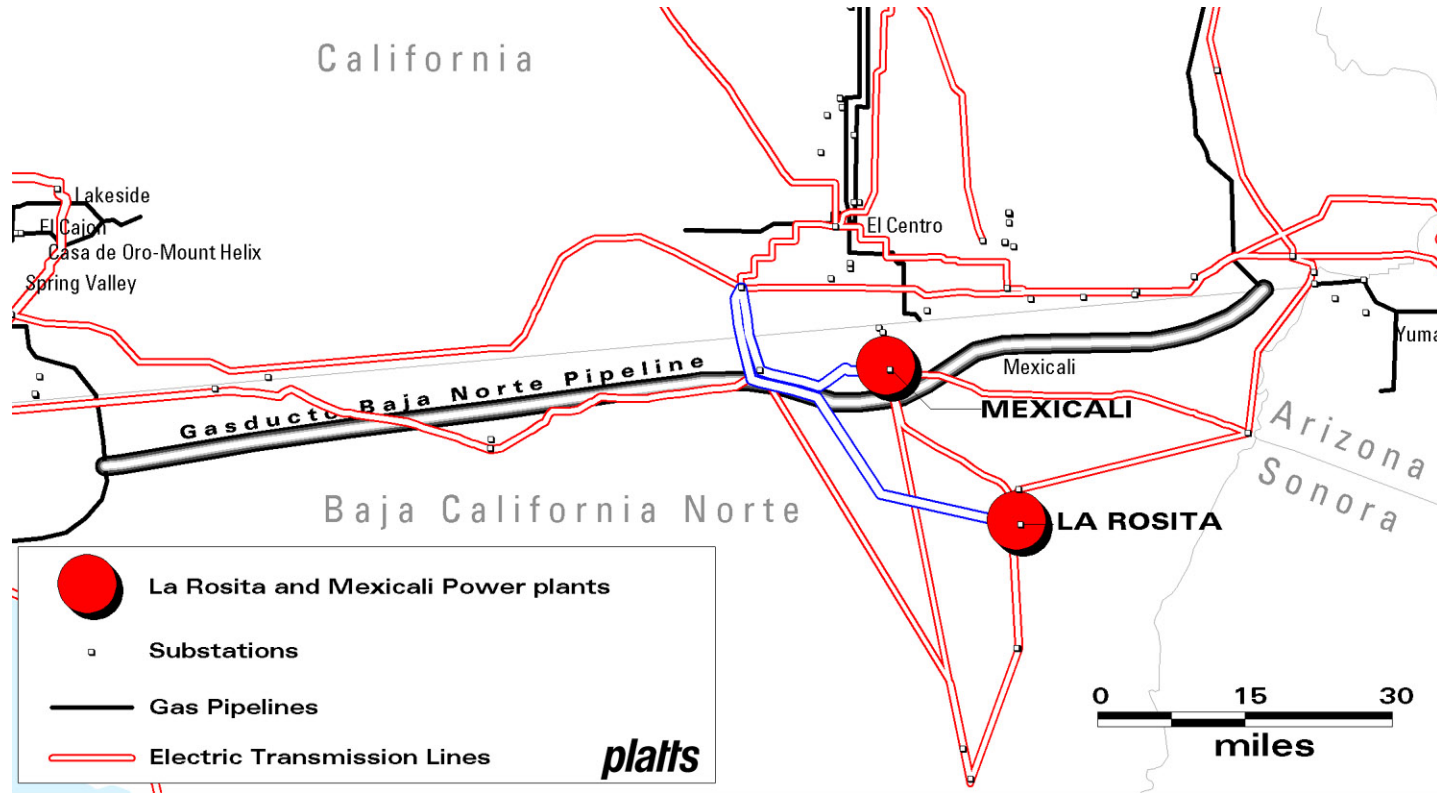 California
Lakeside
El Cajon
Casa de Oro-Mount Helix
Spring Valley
El Centro
Yuma
Mexicali
Gasducto Baja Norte Pipeline
MEXICALI
Arizona
Sonora
Baja California Norte
LA ROSITA
La Rosita and Mexicali Power plants
Substations
Gas Pipelines
Electric Transmission Lines
platts
0 15 30
miles